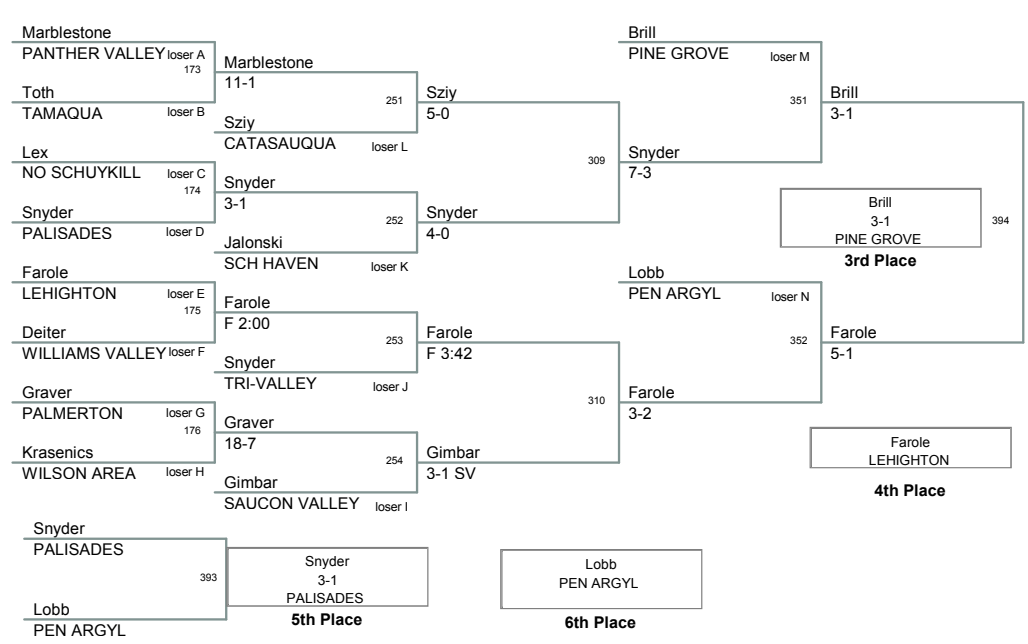 Marblestone
PANTHER VALLEY loser A
173
Toth
TAMAQUA loser B
Lex
NO SCHUYKILL loser C
174
Snyder
PALISADES loser D
Farole
LEHIGHTON loser E
175
Deiter
WILLIAMS VALLEY loser F
Graver
PALMERTON loser G
176
Krasenics
WILSON AREA loser H
Marblestone
11-1
251
Sziy
CATASAUQUA loser L
Snyder
3-1
252
Jalonski
SCH HAVEN loser K
Farole
F 2:00
253
Snyder
TRI-VALLEY loser J
Graver
18-7
254
Gimbar
SAUCON VALLEY loser I
Sziy
5-0
309
Snyder
4-0
Farole
F 3:42
310
Gimbar
3-1 SV
Brill
PINE GROVE loser M
351
Snyder
7-3
Lobb
PEN ARGYL loser N
352
Farole
3-2
Brill
3-1
394
Farole
5-1
Brill
3-1
PINE GROVE
3rd Place
Farole
LEHIGHTON
4th Place
Snyder
PALISADES
393
Lobb
PEN ARGYL
Snyder
3-1
PALISADES
5th Place
Lobb
PEN ARGYL
6th Place